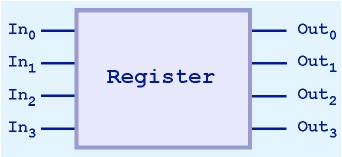 In₀ Out₀
In₁ Out₁
Register
In₂ Out₂
In₃ Out₃